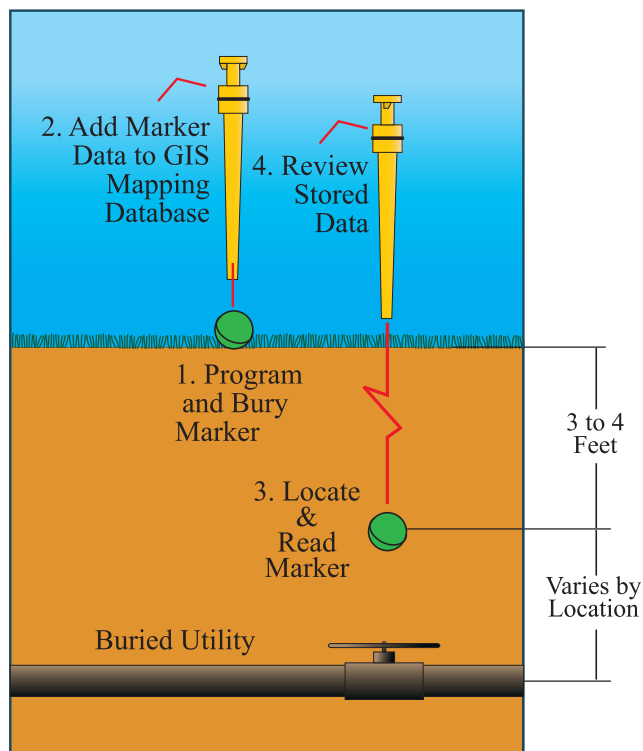 2. Add Marker
Data to GIS
Mapping
Database
4. Review
Stored
Data
1. Program
and Bury
Marker
3 to 4
Feet
3. Locate
&
Read
Marker
Varies by
Location
Buried Utility